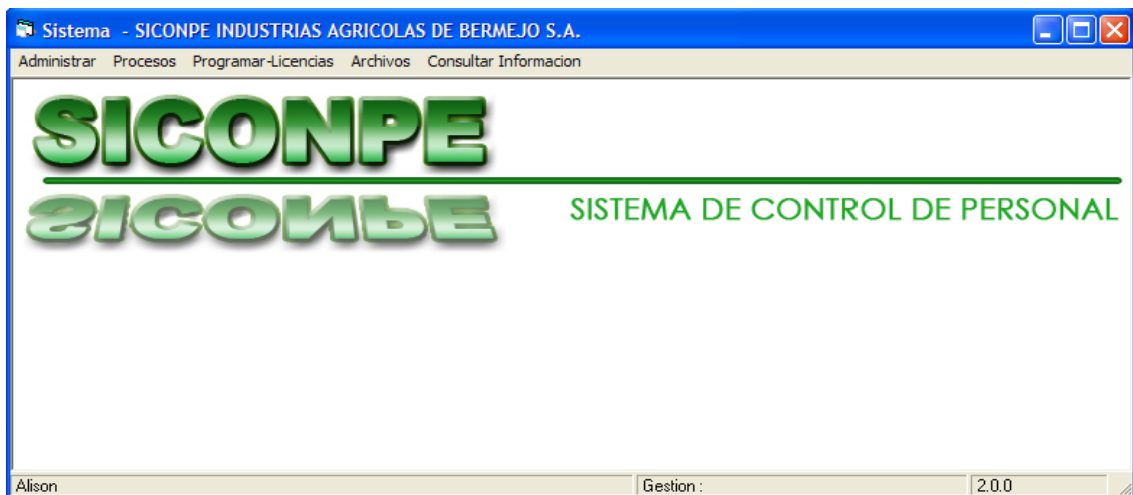 Sistema - SICONPE INDUSTRIAS AGRICOLAS DE BERMEJO S.A.
Administrar Procesos Programar-Licencias Archivos Consultar Informacion
SICONPE
SISTEMA DE CONTROL DE PERSONAL
Alison Gestion : 2.0.0